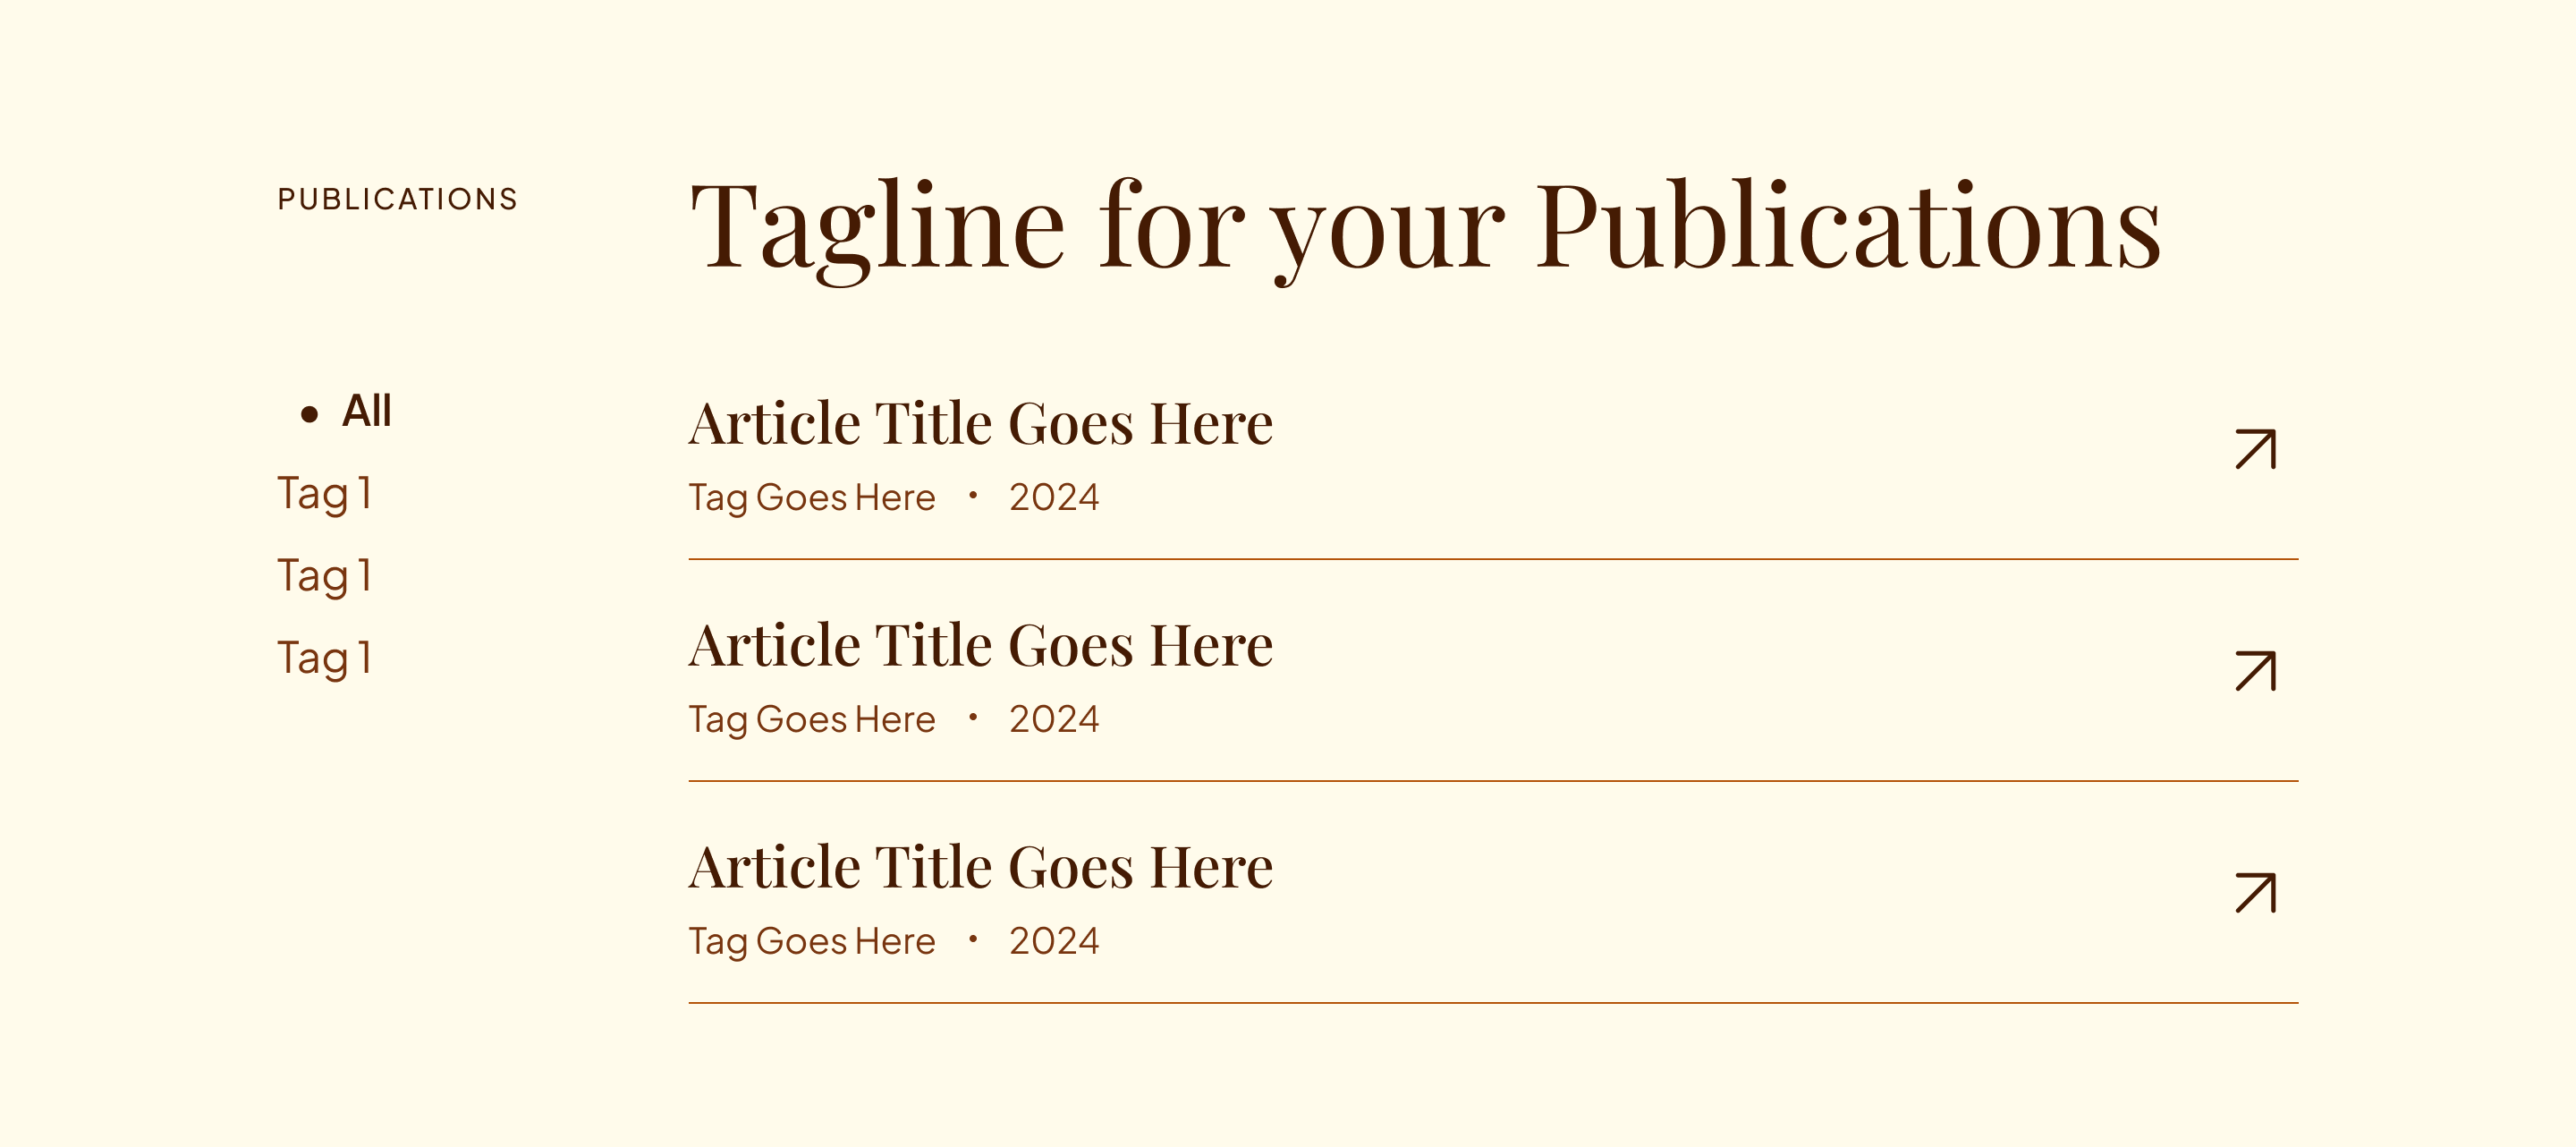 PUBLICATIONS
Tagline for your Publications
• All
Tag 1
Tag 1
Tag 1
Article Title Goes Here
Tag Goes Here • 2024
Article Title Goes Here
Tag Goes Here • 2024
Article Title Goes Here
Tag Goes Here • 2024